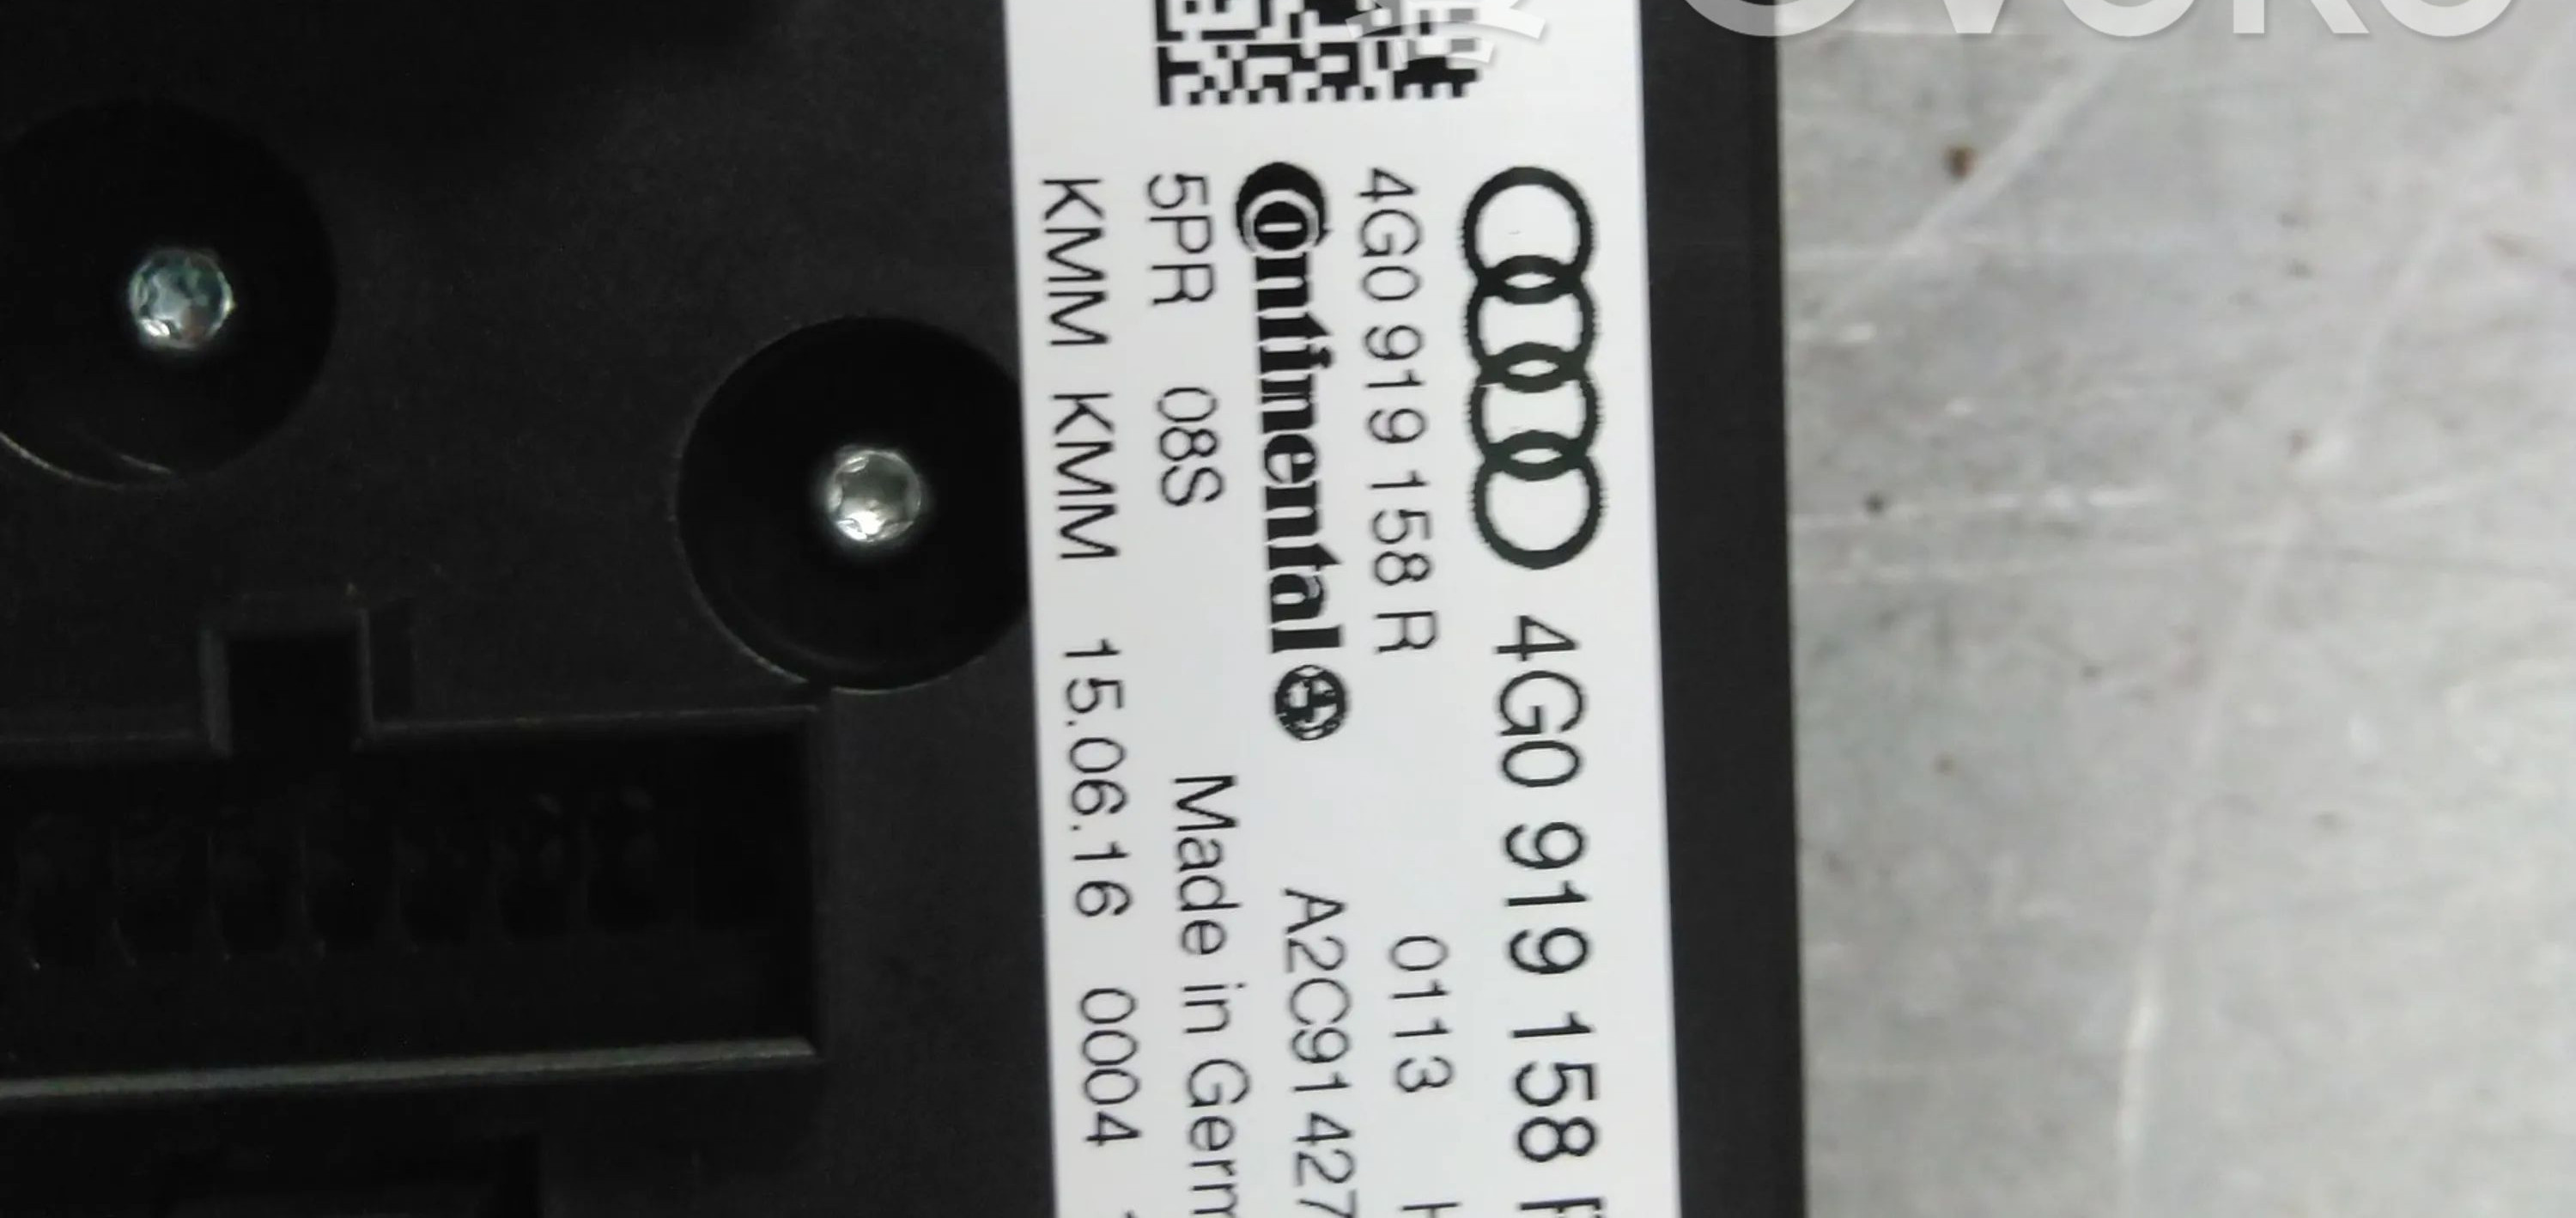 4G0 919 158
4G0 919 158 R 0113
Continental A2C91427
5PR 08S Made in
KMM KMM 15.06.16 0004